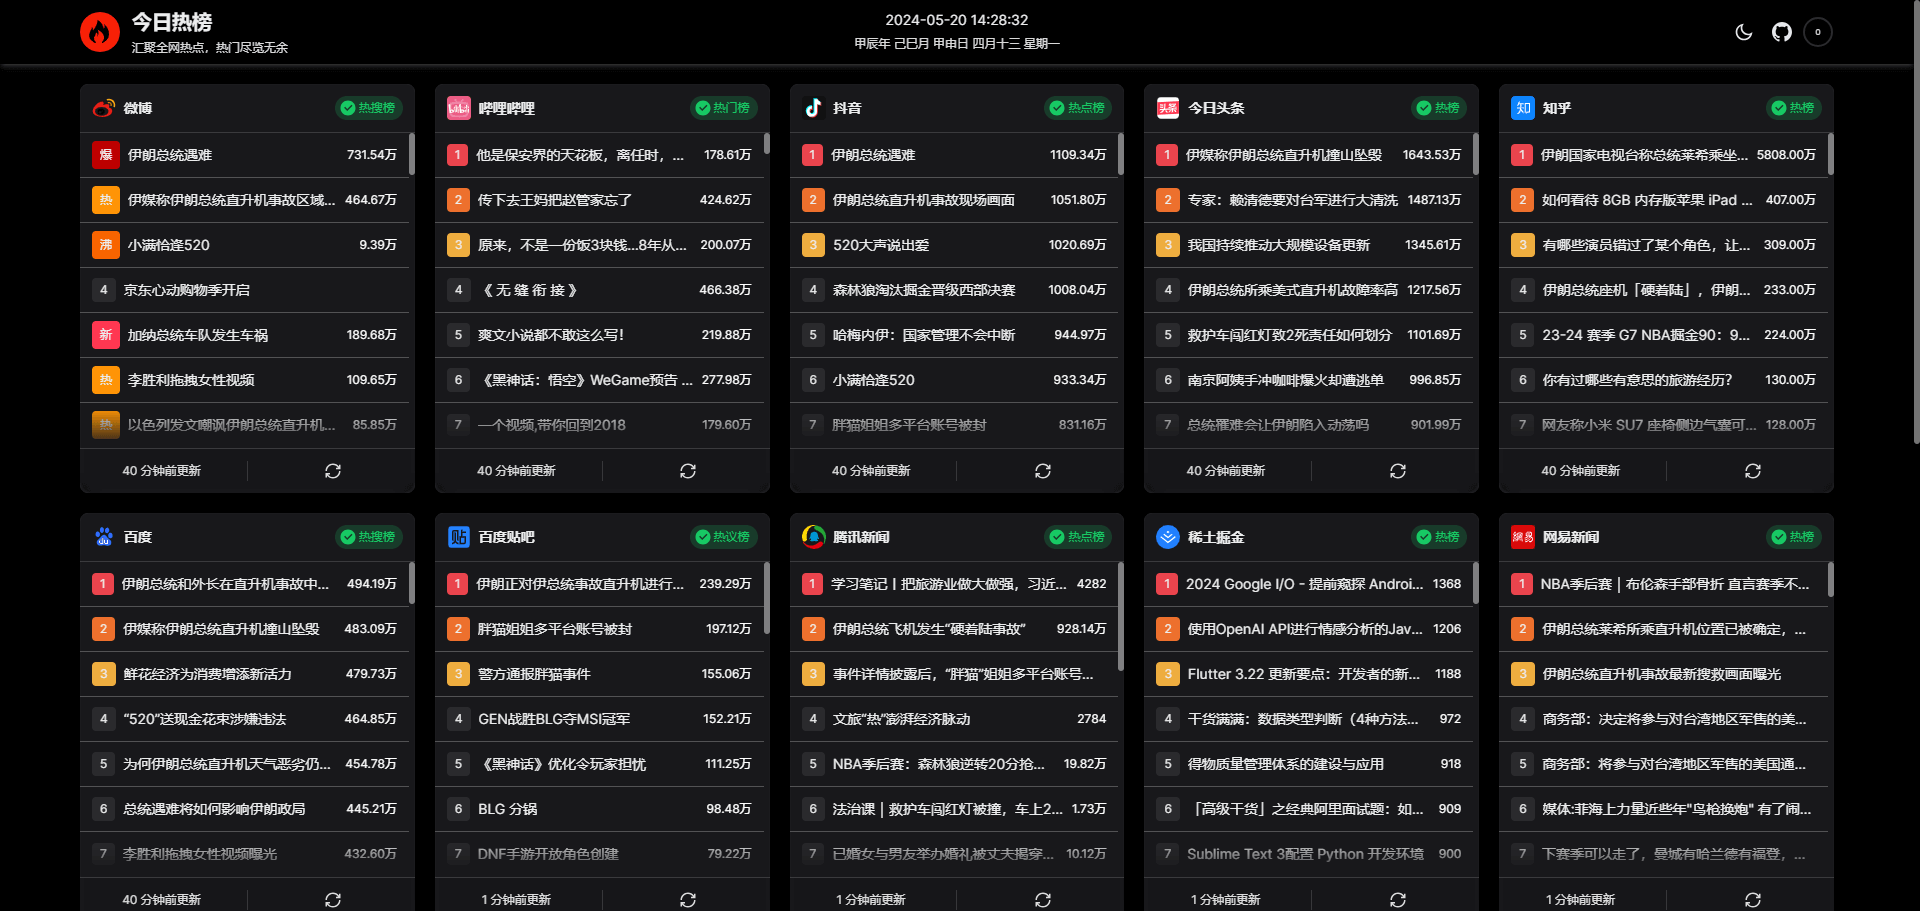 今日热榜
汇聚全网热点，热门尽览无余
2024-05-20 14:28:32
甲辰年 己巳月 甲申日 四月十三 星期一
0
微博 热搜榜
爆 伊朗总统遇难 731.54万
热 伊媒称伊朗总统直升机事故区域... 464.67万
沸 小满恰逢520 9.39万
4 京东心动购物季开启
新 加纳总统车队发生车祸 189.68万
热 李胜利拖拽女性视频 109.65万
热 以色列发文嘲讽伊朗总统直升机... 85.85万
40 分钟前更新
哔哩哔哩 热门榜
1 他是保安界的天花板，离任时，... 178.61万
2 传下去王妈把赵管家忘了 424.62万
3 原来，不是一份饭3块钱...8年从... 200.07万
4 《 无 缝 衔 接 》 466.38万
5 爽文小说都不敢这么写！ 219.88万
6 《黑神话：悟空》WeGame预告 ... 277.98万
7 一个视频,带你回到2018 179.60万
40 分钟前更新
抖音 热点榜
1 伊朗总统遇难 1109.34万
2 伊朗总统直升机事故现场画面 1051.80万
3 520大声说出爱 1020.69万
4 森林狼淘汰掘金晋级西部决赛 1008.04万
5 哈梅内伊：国家管理不会中断 944.97万
6 小满恰逢520 933.34万
7 胖猫姐姐多平台账号被封 831.16万
40 分钟前更新
头条 今日头条 热榜
1 伊媒称伊朗总统直升机撞山坠毁 1643.53万
2 专家：赖清德要对台军进行大清洗 1487.13万
3 我国持续推动大规模设备更新 1345.61万
4 伊朗总统所乘美式直升机故障率高 1217.56万
5 救护车闯红灯致2死责任如何划分 1101.69万
6 南京阿姨手冲咖啡爆火却遭逃单 996.85万
7 总统罹难会让伊朗陷入动荡吗 901.99万
40 分钟前更新
知 知乎 热榜
1 伊朗国家电视台称总统莱希乘坐... 5808.00万
2 如何看待 8GB 内存版苹果 iPad ... 407.00万
3 有哪些演员错过了某个角色，让... 309.00万
4 伊朗总统座机「硬着陆」，伊朗... 233.00万
5 23-24 赛季 G7 NBA掘金90：9... 224.00万
6 你有过哪些有意思的旅游经历？ 130.00万
7 网友称小米 SU7 座椅侧边气囊可... 128.00万
40 分钟前更新
du 百度 热搜榜
1 伊朗总统和外长在直升机事故中... 494.19万
2 伊媒称伊朗总统直升机撞山坠毁 483.09万
3 鲜花经济为消费增添新活力 479.73万
4 “520”送现金花束涉嫌违法 464.85万
5 为何伊朗总统直升机天气恶劣仍... 454.78万
6 总统遇难将如何影响伊朗政局 445.21万
7 李胜利拖拽女性视频曝光 432.60万
40 分钟前更新
贴 百度贴吧 热议榜
1 伊朗正对伊总统事故直升机进行... 239.29万
2 胖猫姐姐多平台账号被封 197.12万
3 警方通报胖猫事件 155.06万
4 GEN战胜BLG夺MSI冠军 152.21万
5 《黑神话》优化令玩家担忧 111.25万
6 BLG 分锅 98.48万
7 DNF手游开放角色创建 79.22万
1 分钟前更新
腾讯新闻 热点榜
1 学习笔记丨把旅游业做大做强，习近... 4282
2 伊朗总统飞机发生“硬着陆事故” 928.14万
3 事件详情披露后，“胖猫”姐姐多平台账号...
4 文旅“热”澎湃经济脉动 2784
5 NBA季后赛：森林狼逆转20分抢... 19.82万
6 法治课 | 救护车闯红灯被撞，车上2... 1.73万
7 已婚女与男友举办婚礼被丈夫揭穿... 10.12万
1 分钟前更新
稀土掘金 热榜
1 2024 Google I/O - 提前窥探 Androi... 1368
2 使用OpenAI API进行情感分析的Jav... 1206
3 Flutter 3.22 更新要点：开发者的新... 1188
4 干货满满：数据类型判断（4种方法... 972
5 得物质量管理体系的建设与应用 918
6 「高级干货」之经典阿里面试题：如... 909
7 Sublime Text 3配置 Python 开发环境 900
1 分钟前更新
網易 网易新闻 热榜
1 NBA季后赛 | 布伦森手部骨折 直言赛季不...
2 伊朗总统莱希所乘直升机位置已被确定，...
3 伊朗总统直升机事故最新搜救画面曝光
4 商务部：决定将参与对台湾地区军售的美...
5 商务部：将参与对台湾地区军售的美国通...
6 媒体:菲海上力量近些年"鸟枪换炮" 有了闹...
7 下赛季可以走了，曼城有哈兰德有福登，...
1 分钟前更新